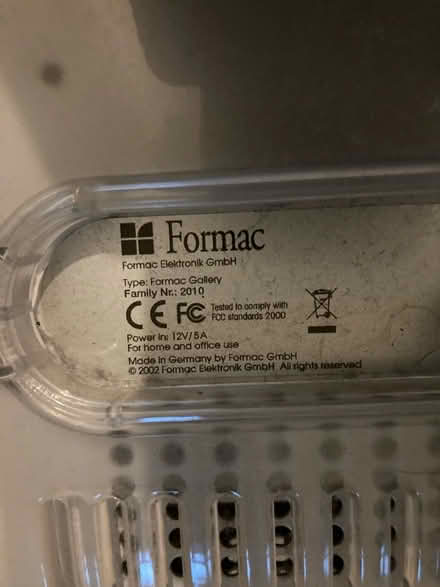 Formac
Formac Elektronik GmbH
Type: Formac Gallery
Family Nr.: 2010
CE FC Tested to comply with
FCC standards 2000
Power in: 12V/5A
For home and office use
Made in Germany by Formac GmbH
© 2002 Formac Elektronik GmbH All rights reserved